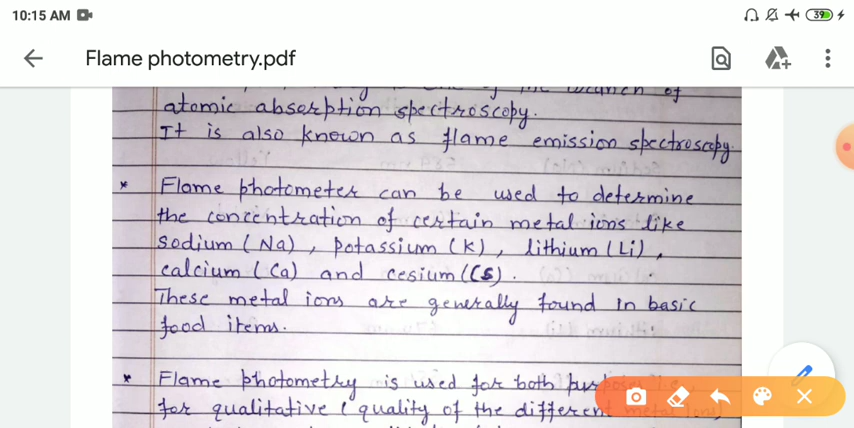 10:15 AM
39
Flame photometry.pdf
of
atomic absorption spectroscopy.
It is also known as flame emission spectroscopy.
* Flame photometer can be used to determine
the concentration of certain metal ions like
sodium (Na), potassium (K), lithium (Li),
calcium (Ca) and cesium (Cs).
These metal ions are generally found in basic
food items.
* Flame photometry is used for both
for qualitative (quality of the different